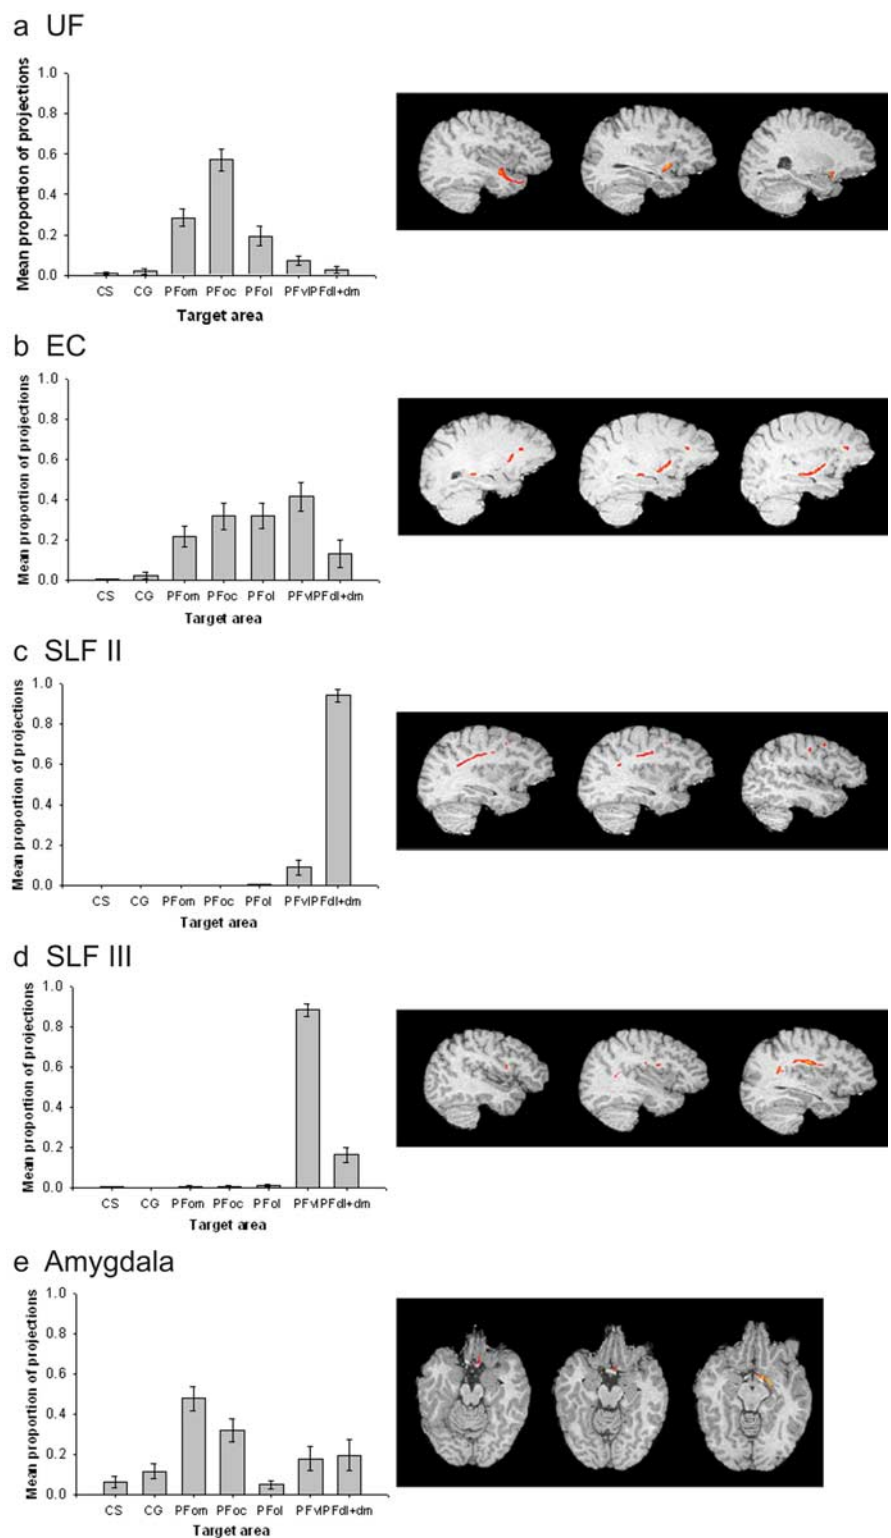 a UF
Mean proportion of projections
1.0
0.8
0.6
0.4
0.2
0.0
CS CG PFom PFoc PFol PFvlPFdl+dm
Target area
b EC
Mean proportion of projections
1.0
0.8
0.6
0.4
0.2
0.0
CS CG PFom PFoc PFol PFvlPFdl+dm
Target area
c SLF II
Mean proportion of projections
1.0
0.8
0.6
0.4
0.2
0.0
CS CG PFom PFoc PFol PFvlPFdl+dm
Target area
d SLF III
Mean proportion of projections
1.0
0.8
0.6
0.4
0.2
0.0
CS CG PFom PFoc PFol PFvlPFdl+dm
Target area
e Amygdala
Mean proportion of projections
1.0
0.8
0.6
0.4
0.2
0.0
CS CG PFom PFoc PFol PFvlPFdl+dm
Target area